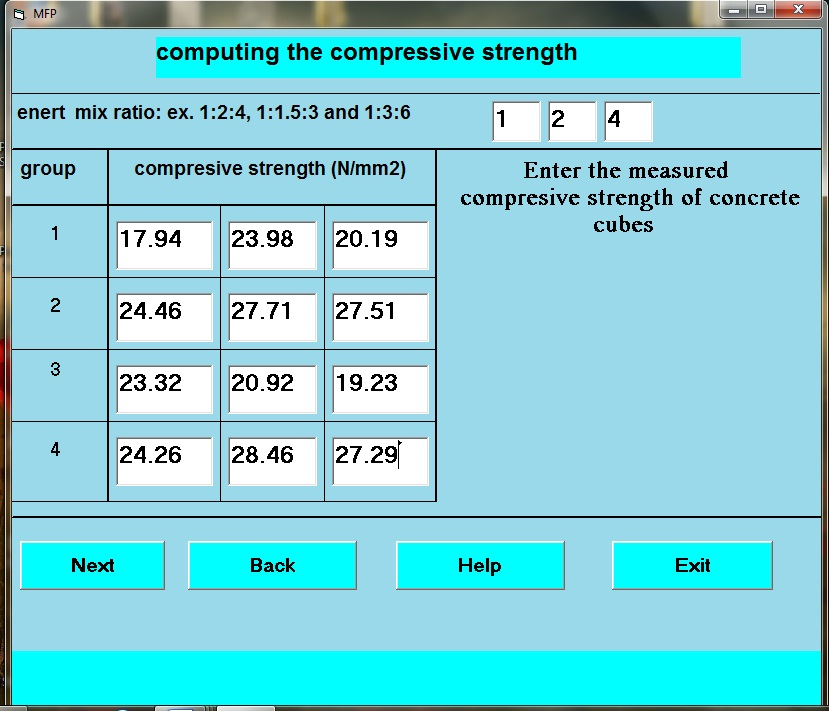 MFP
computing the compressive strength
enert mix ratio: ex. 1:2:4, 1:1.5:3 and 1:3:6 1 2 4
group compresive strength (N/mm2)
Enter the measured
compresive strength of concrete
cubes
1 17.94 23.98 20.19
2 24.46 27.71 27.51
3 23.32 20.92 19.23
4 24.26 28.46 27.29
Next Back Help Exit